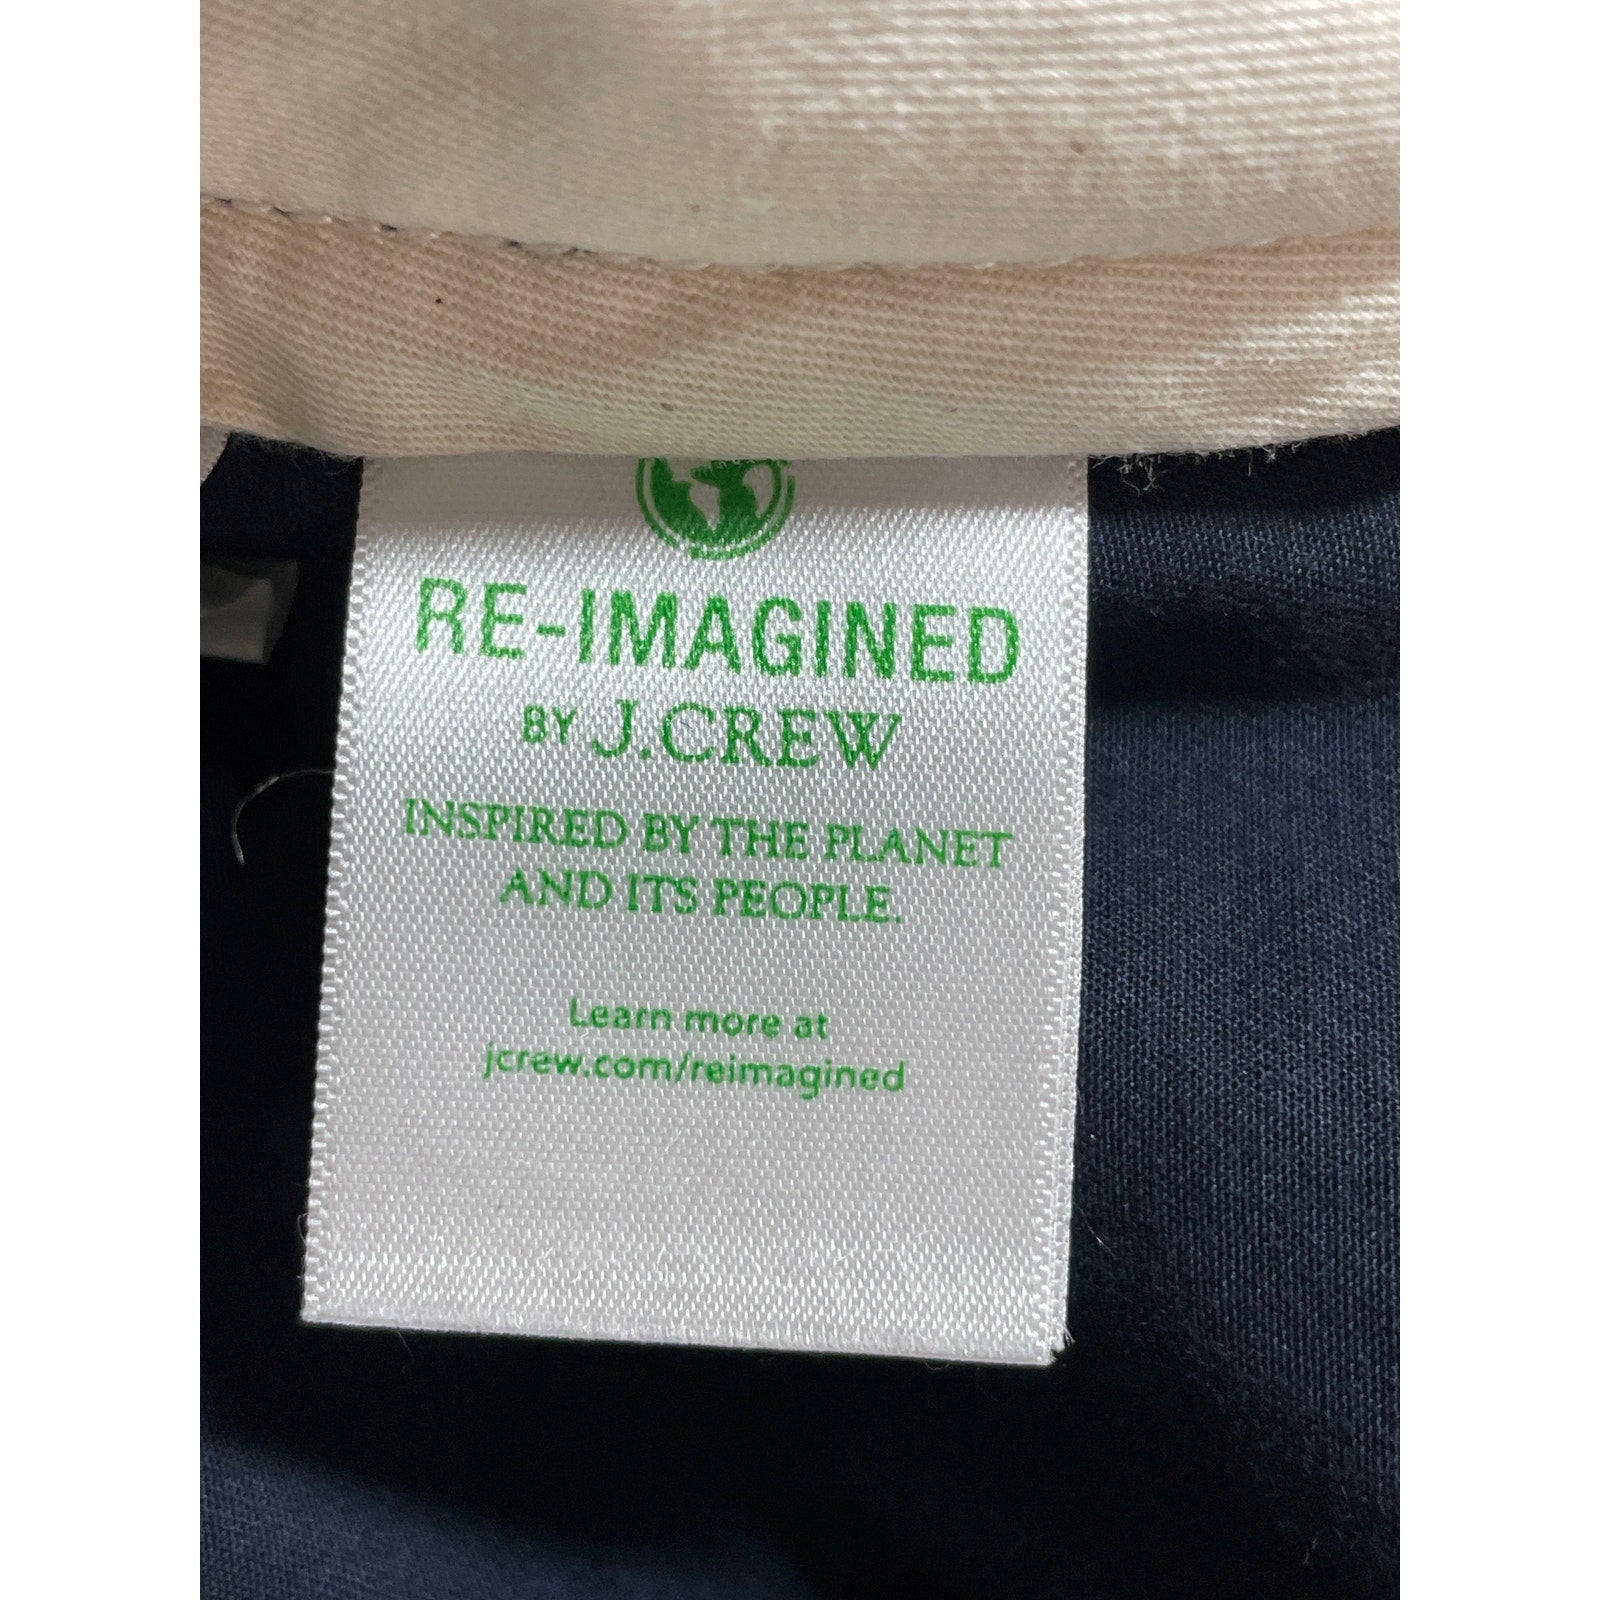 RE-IMAGINED
BY J.CREW
INSPIRED BY THE PLANET
AND ITS PEOPLE.
Learn more at
jcrew.com/reimagined